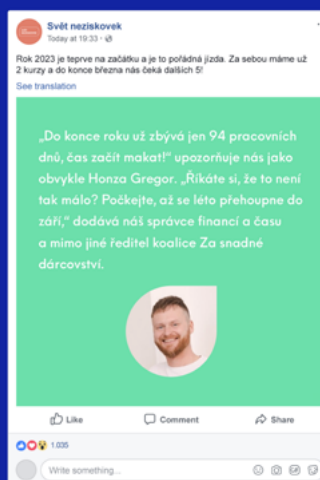 Svět neziskovek
Today at 19:33 ·
Rok 2023 je teprve na začátku a je to pořádná jízda. Za sebou máme už
2 kurzy a do konce března nás čeká dalších 5!
See translation
„Do konce roku už zbývá jen 94 pracovních
dnů, čas začít makat!“ upozorňuje nás jako
obvykle Honza Gregor. „Říkáte si, že to není
tak málo? Počkejte, až se léto přehoupne do
září,“ dodává náš správce financí a času
a mimo jiné ředitel koalice Za snadné
dárcovství.
Like Comment Share
1.035
Write something...